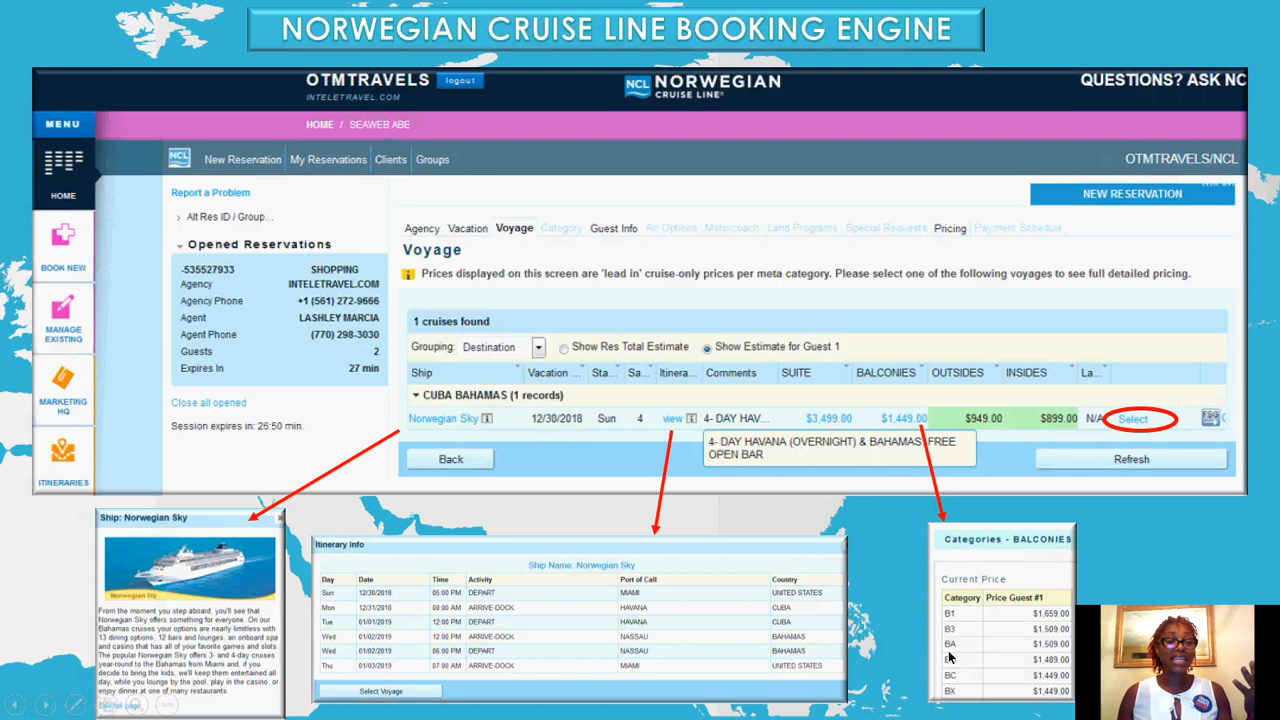 NORWEGIAN CRUISE LINE BOOKING ENGINE
OTMTRAVELS logout
INTELETRAVEL.COM
NCL NORWEGIAN
CRUISE LINE®
QUESTIONS? ASK NC
MENU
HOME / SEAWEB ABE
NCL New Reservation My Reservations Clients Groups
OTMTRAVELS/NCL
HOME
BOOK NEW
MANAGE
EXISTING
MARKETING
HQ
ITINERARIES
Report a Problem
Alt Res ID / Group...
Opened Reservations
-535527933 SHOPPING
Agency INTELETRAVEL.COM
Agency Phone +1 (561) 272-9666
Agent LASHLEY MARCIA
Agent Phone (770) 298-3030
Guests 2
Expires In 27 min
Close all opened
Session expires in: 26:50 min.
NEW RESERVATION
Agency Vacation Voyage Category Guest Info Air Options Motorcoach Land Programs Special Requests Pricing Payment Schedule
Voyage
Prices displayed on this screen are 'lead in' cruise-only prices per meta category. Please select one of the following voyages to see full detailed pricing.
1 cruises found
Grouping: Destination Show Res Total Estimate Show Estimate for Guest 1
Ship Vacation ... Sta... Sa... Itinera... Comments SUITE BALCONIES OUTSIDES INSIDES La...
CUBA BAHAMAS (1 records)
Norwegian Sky 12/30/2018 Sun 4 view 4- DAY HAV... $3,499.00 $1,449.00 $949.00 $899.00 N/A Select
4- DAY HAVANA (OVERNIGHT) & BAHAMAS, FREE
OPEN BAR
Back
Refresh
Ship: Norwegian Sky
Norwegian Sky
From the moment you step aboard, you'll see that
Norwegian Sky offers something for everyone. On our
Bahamas cruises your options are nearly limitless with
13 dining options, 12 bars and lounges, an onboard spa
and casino that has all of your favorite games and slots.
The popular Norwegian Sky offers 3- and 4-day cruises
year-round to the Bahamas from Miami and, if you
decide to bring the kids, we'll keep them entertained all
day, while you lounge by the pool, play in the casino, or
enjoy dinner at one of many restaurants.
See full page
Itinerary Info
Ship Name: Norwegian Sky
Day Date Time Activity Port of Call Country
Sun 12/30/2018 05:00 PM DEPART MIAMI UNITED STATES
Mon 12/31/2018 08:00 AM ARRIVE-DOCK HAVANA CUBA
Tue 01/01/2019 12:00 PM DEPART HAVANA CUBA
Wed 01/02/2019 12:00 PM ARRIVE-DOCK NASSAU BAHAMAS
Wed 01/02/2019 06:00 PM DEPART NASSAU BAHAMAS
Thu 01/03/2019 07:00 AM ARRIVE-DOCK MIAMI UNITED STATES
Select Voyage
Categories - BALCONIES
Current Price
Category Price Guest #1
B1 $1,659.00
B3 $1,509.00
BA $1,509.00
$1,489.00
BC $1,449.00
BX $1,449.00